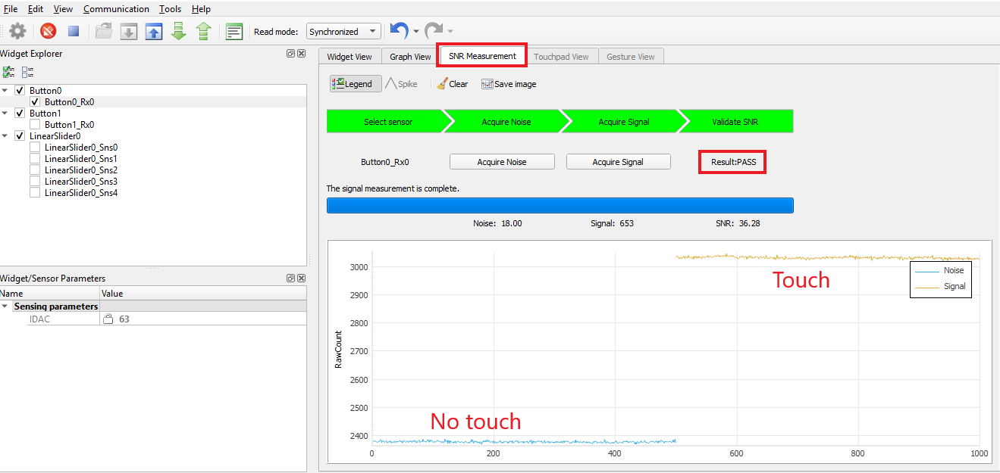 File Edit View Communication Tools Help
Read mode: Synchronized
Widget Explorer
Button0
Button0_Rx0
Button1
Button1_Rx0
LinearSlider0
LinearSlider0_Sns0
LinearSlider0_Sns1
LinearSlider0_Sns2
LinearSlider0_Sns3
LinearSlider0_Sns4
Widget/Sensor Parameters
Name Value
Sensing parameters
IDAC 63
Widget View Graph View SNR Measurement Touchpad View Gesture View
Legend Spike Clear Save image
Select sensor Acquire Noise Acquire Signal Validate SNR
Button0_Rx0 Acquire Noise Acquire Signal Result:PASS
The signal measurement is complete.
Noise: 18.00 Signal: 653 SNR: 36.28
RawCount
3000
2900
2800
2700
2600
2500
2400
0 200 400 600 800 1000
Touch
No touch
Noise
Signal